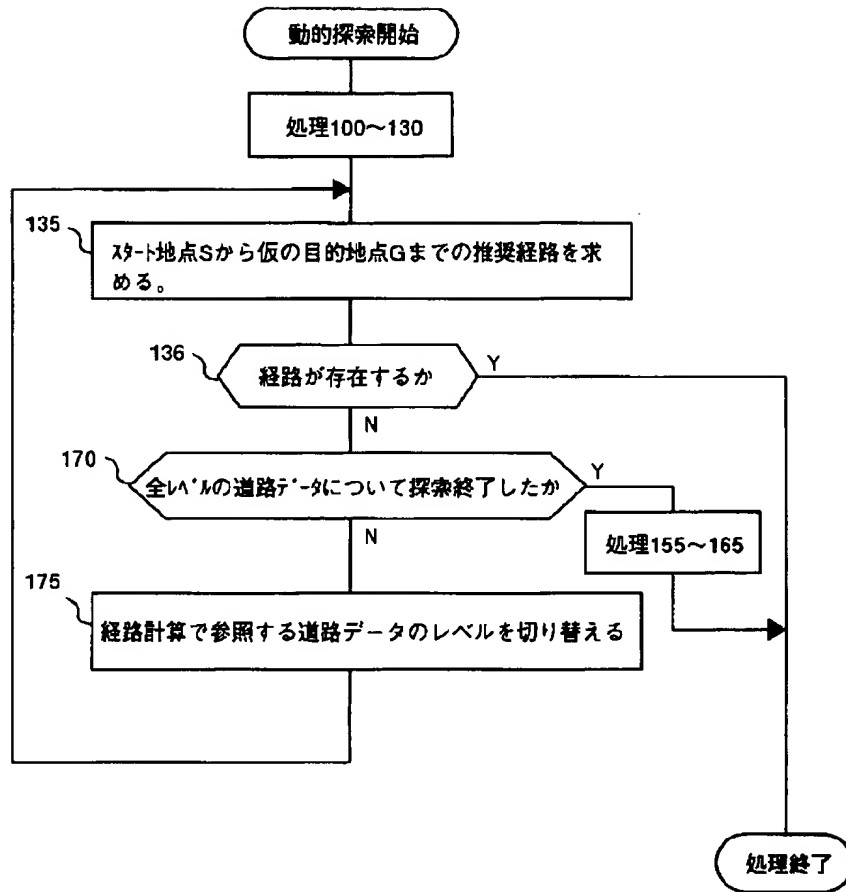 動的探索開始
処理100～130
135
ｽﾀｰﾄ地点Sから仮の目的地点Gまでの推奨経路を求
める。
136
経路が存在するか
Y
N
170
全ﾚﾍﾞﾙの道路ﾃﾞｰﾀについて探索終了したか
Y
N
処理155～165
175
経路計算で参照する道路データのレベルを切り替える
処理終了